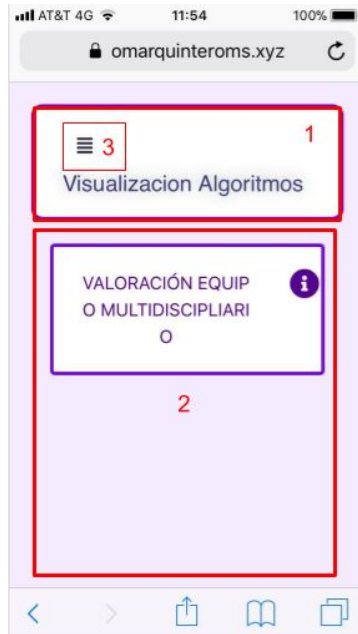 AT&T 4G 11:54 100%
omarquinteroms.xyz
1
3
Visualizacion Algoritmos
VALORACIÓN EQUIP
O MULTIDISCIPLIARI
O
2